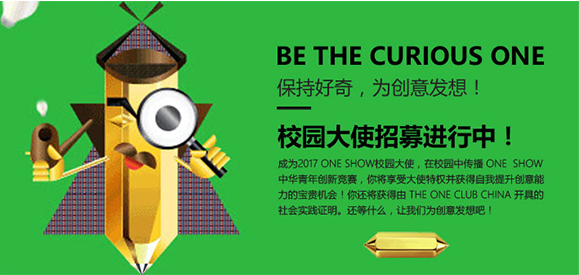 BE THE CURIOUS ONE
保持好奇，为创意发想！
校园大使招募进行中！
成为2017 ONE SHOW校园大使，在校园中传播 ONE SHOW
中华青年创新竞赛，你将享受大使特权并获得自我提升创意能
力的宝贵机会！你还将获得由 THE ONE CLUB CHINA 开具的
社会实践证明。还等什么，让我们为创意发想吧！